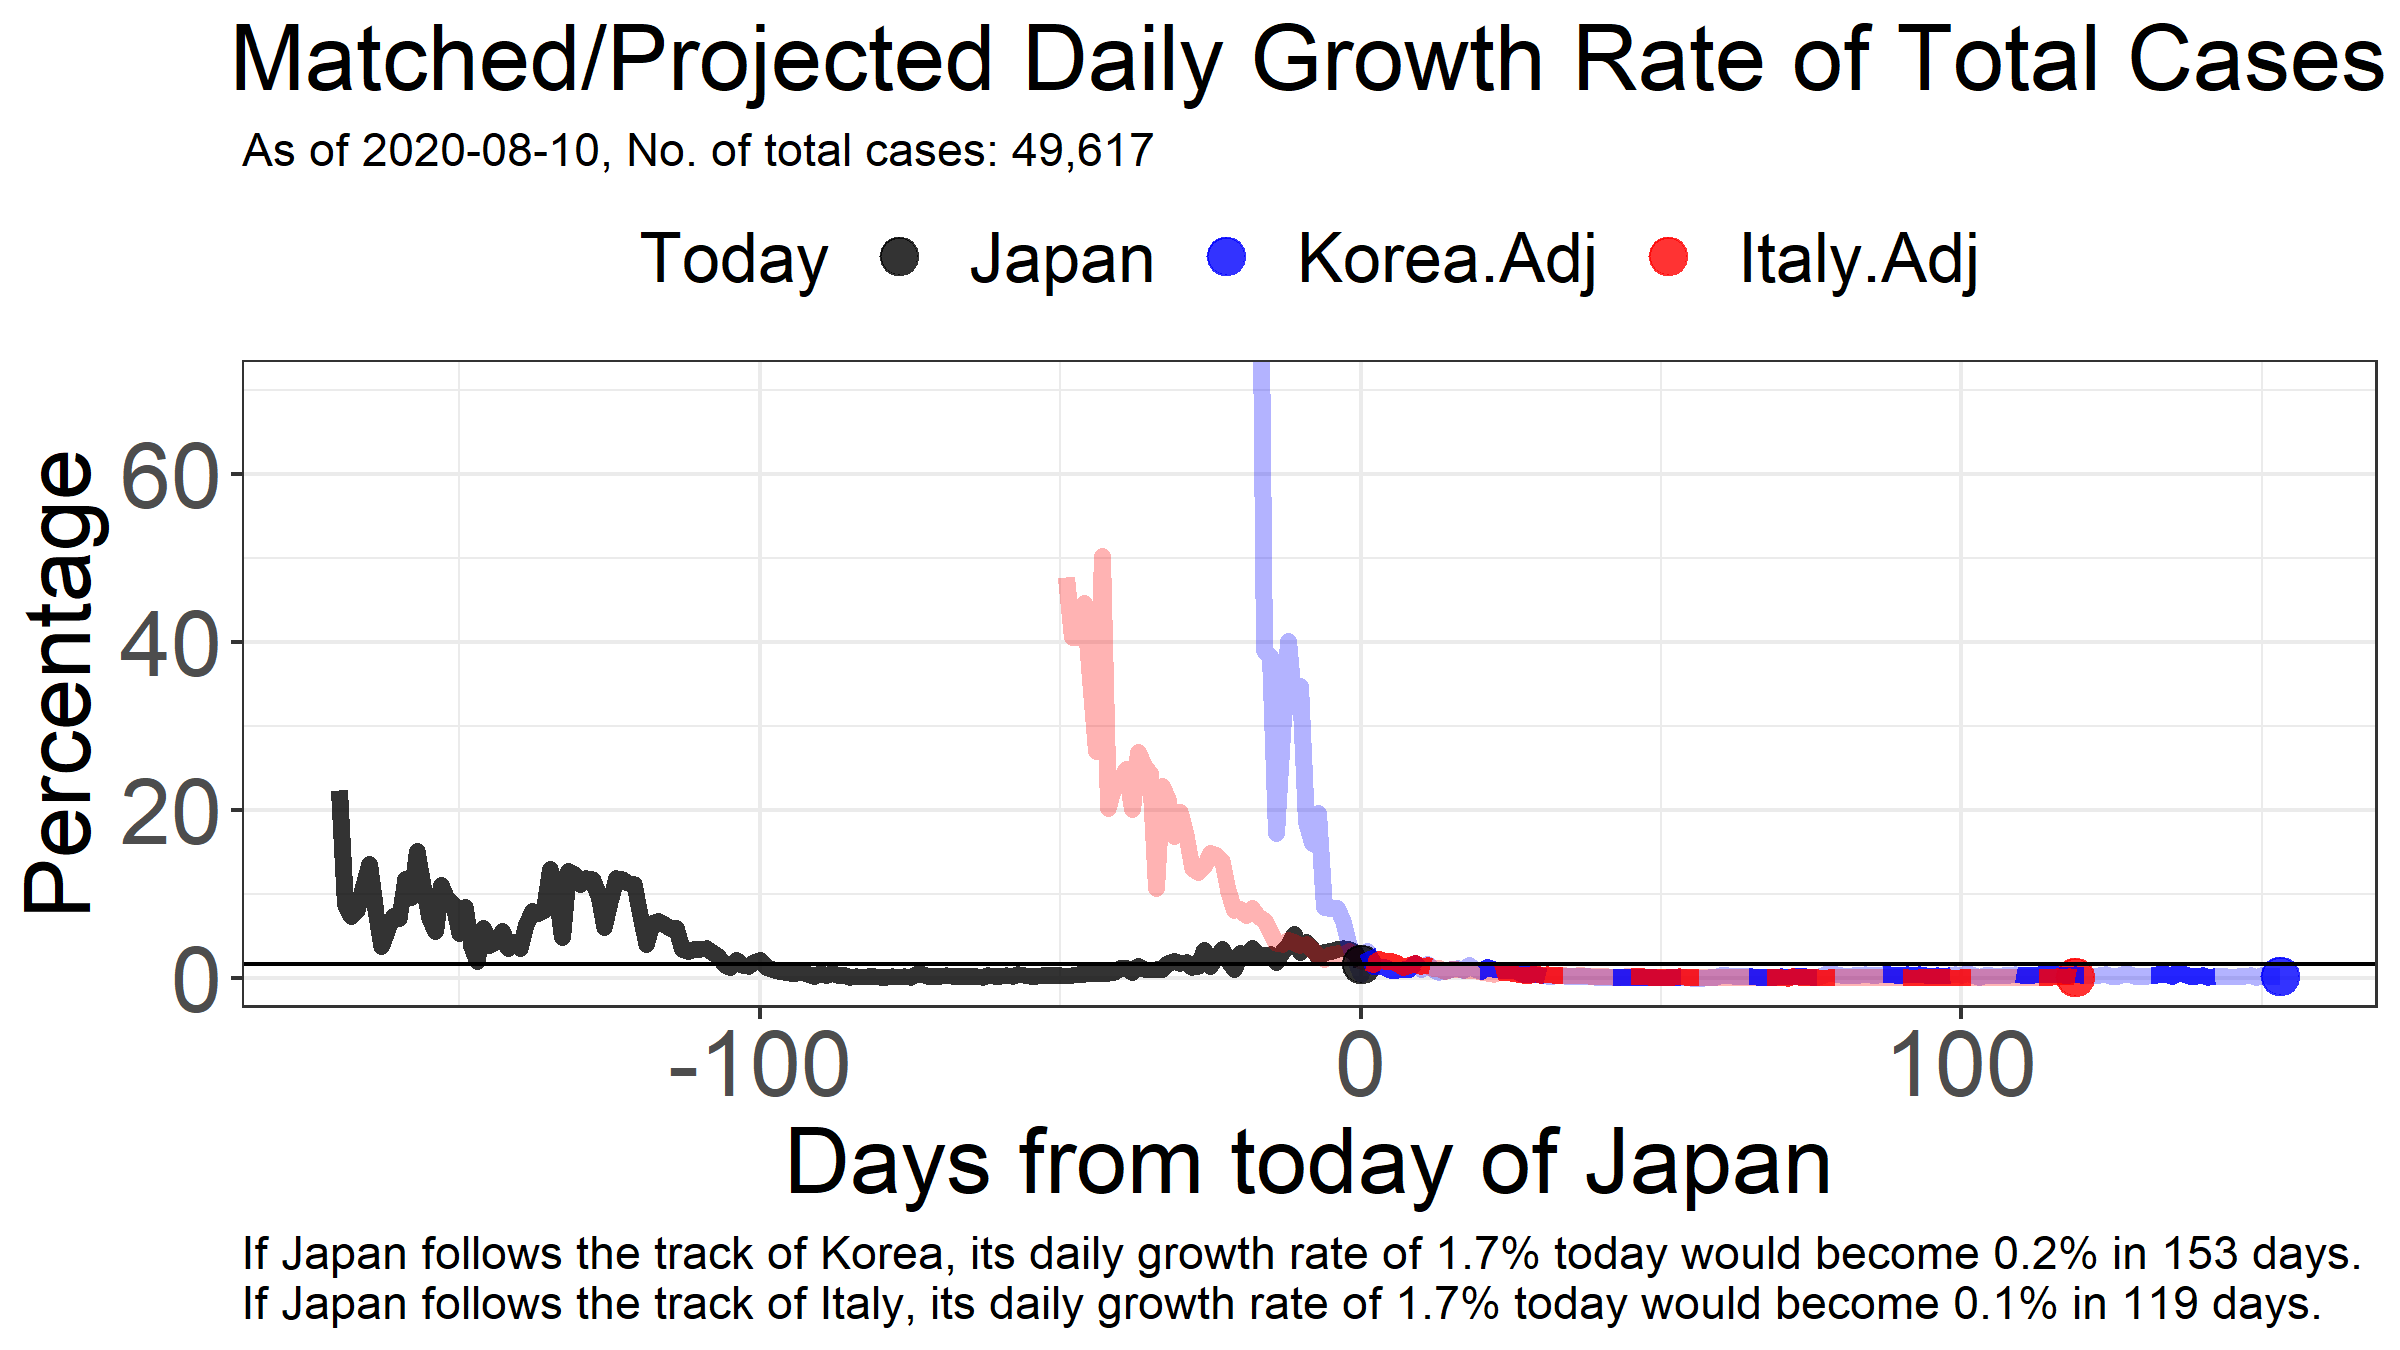 Matched/Projected Daily Growth Rate of Total Cases
As of 2020-08-10, No. of total cases: 49,617
Today Japan Korea.Adj Italy.Adj
Percentage
60
40
20
0
-100 0 100
Days from today of Japan
If Japan follows the track of Korea, its daily growth rate of 1.7% today would become 0.2% in 153 days.
If Japan follows the track of Italy, its daily growth rate of 1.7% today would become 0.1% in 119 days.